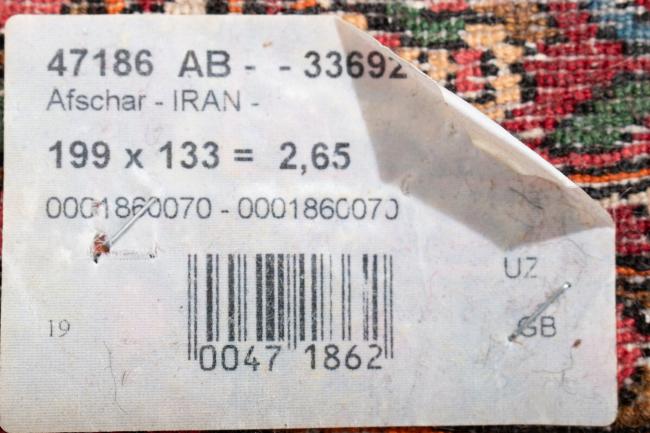 47186 AB - - 33692
Afschar - IRAN -
199 x 133 = 2,65
0001860070 - 0001860070
UZ
19
GB
0047 1862